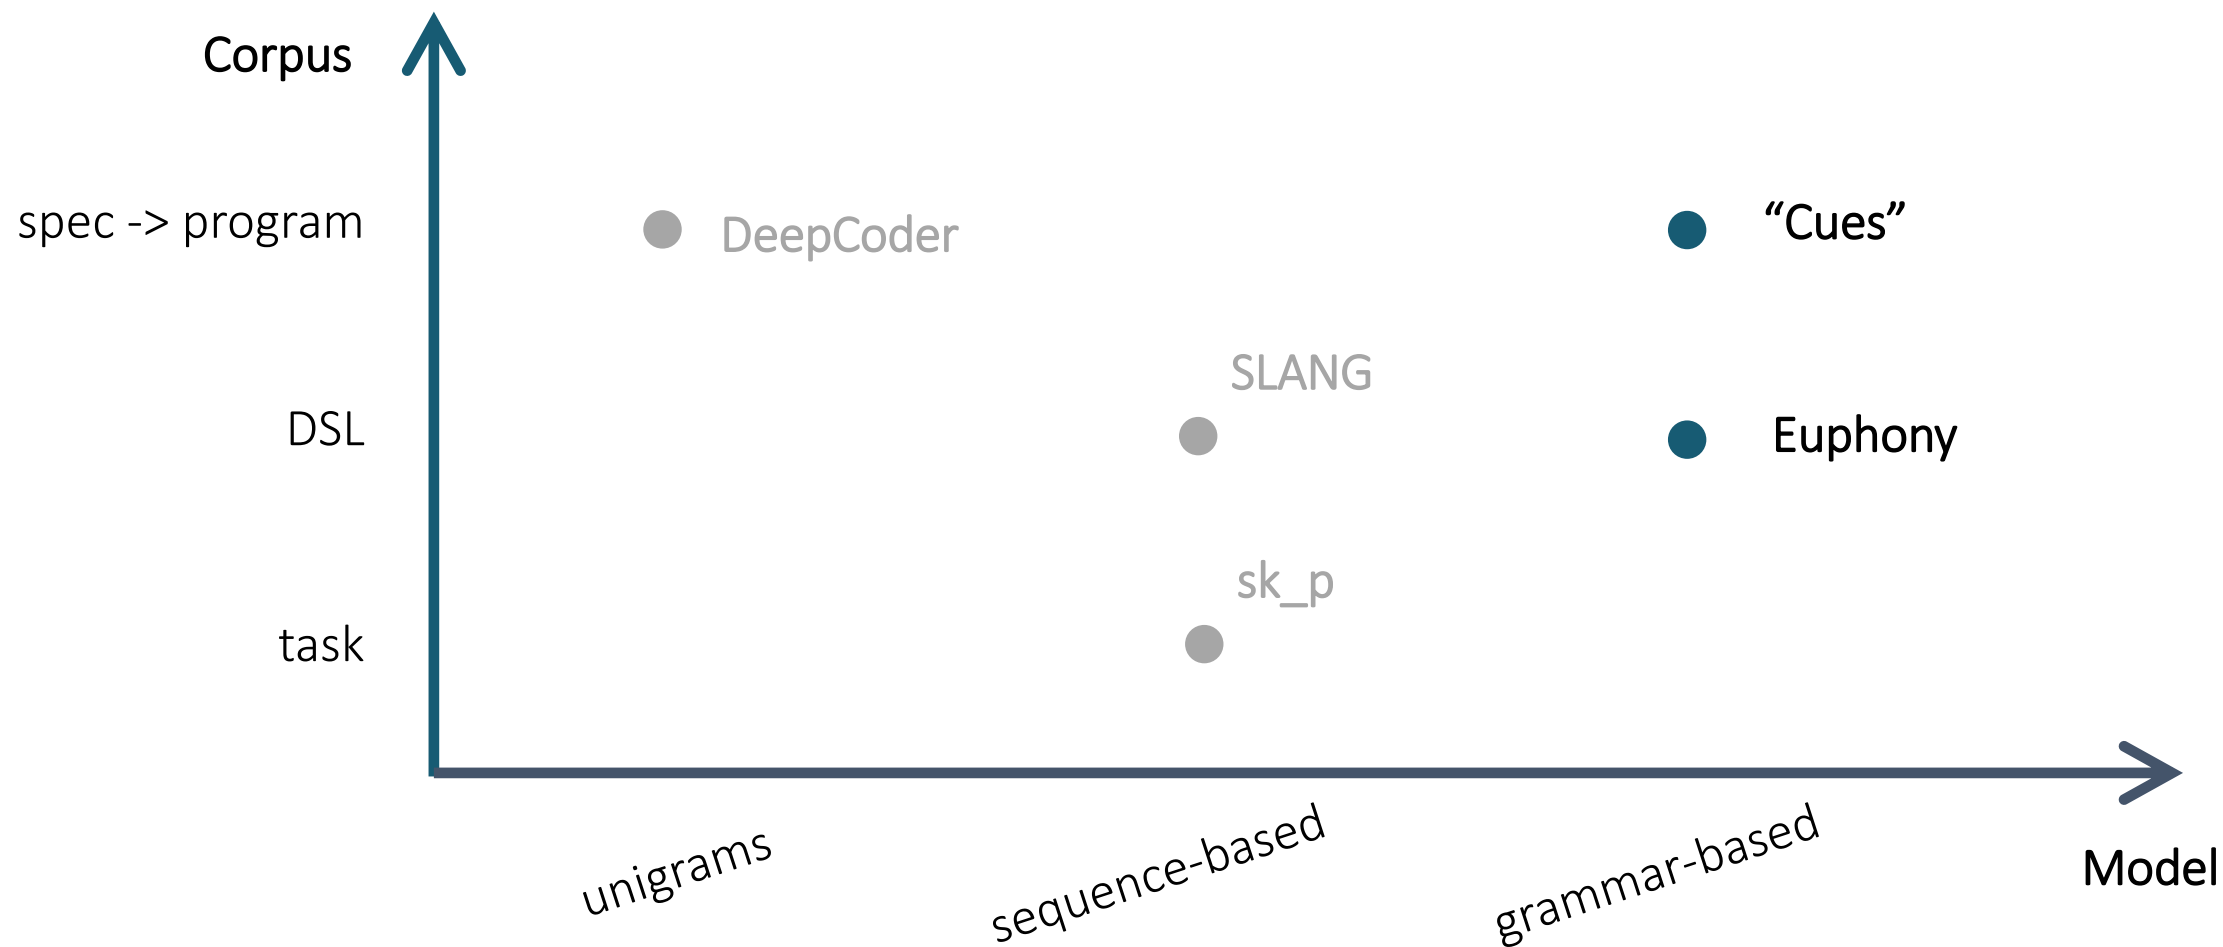 Corpus
spec -> program
DeepCoder
“Cues”
SLANG
DSL
Euphony
sk_p
task
unigrams
sequence-based
grammar-based
Model